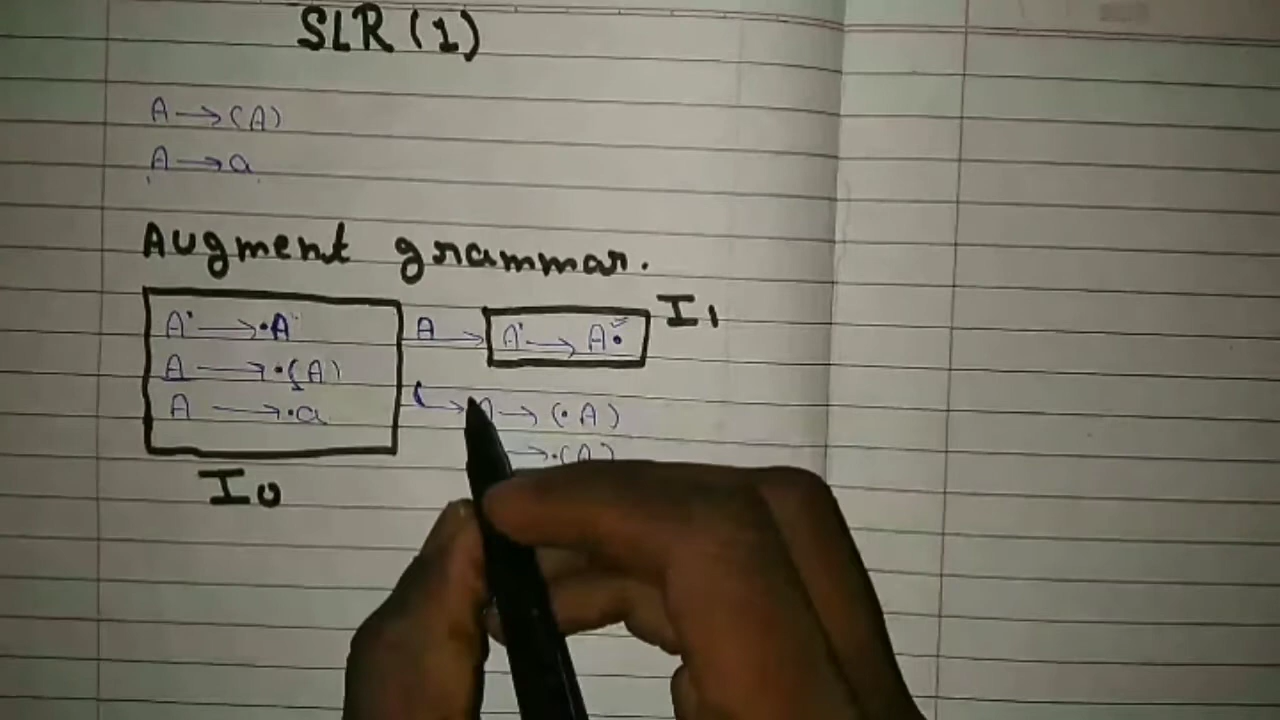 SLR (1)
A → (A)
A → a
Augment grammar.
A' → •A
A → •(A)
A → •a
I0
A → A' → A•
I1
( → A → (•A)
→ •(A)